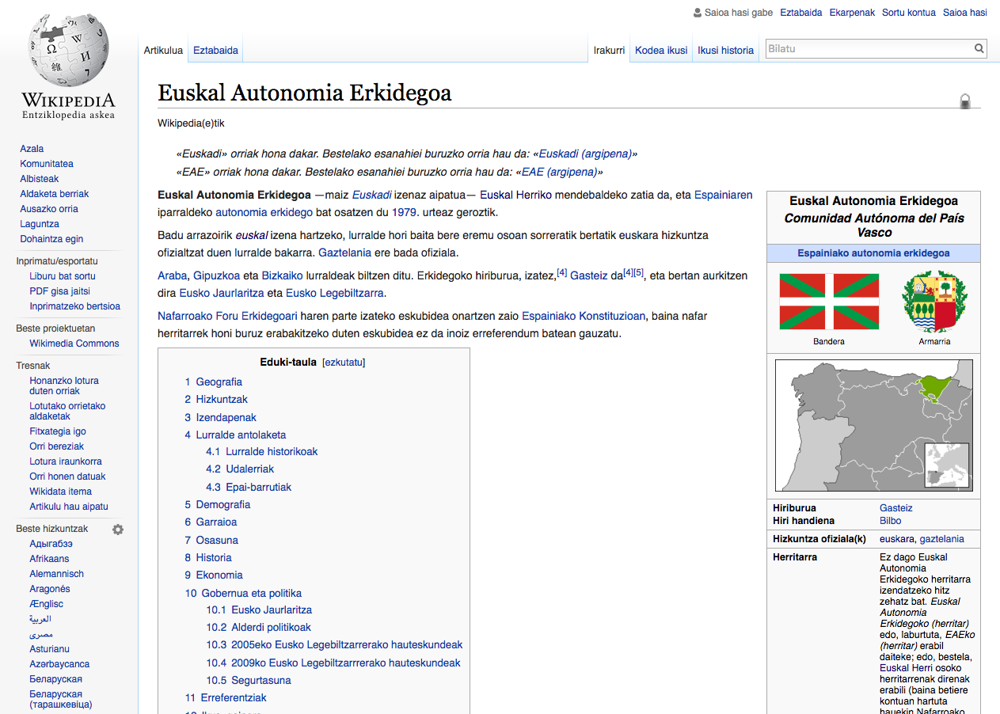 Saioa hasi gabe Eztabaida Ekarpenak Sortu kontua Saioa hasi
Artikulua Eztabaida Irakurri Kodea ikusi Ikusi historia Bilatu
WIKIPEDIA
Entziklopedia askea
Azala
Komunitatea
Albisteak
Aldaketa berriak
Ausazko orria
Laguntza
Dohaintza egin
Inprimatu/esportatu
Liburu bat sortu
PDF gisa jaitsi
Inprimatzeko bertsioa
Beste proiektuetan
Wikimedia Commons
Tresnak
Honanzko lotura
duten orriak
Lotutako orrietako
aldaketak
Fitxategia igo
Orri bereziak
Lotura iraunkorra
Orri honen datuak
Wikidata itema
Artikulu hau aipatu
Beste hizkuntzak
Адыгабзэ
Afrikaans
Alemannisch
Aragonés
Ænglisc
العربية
مصرى
Asturianu
Azərbaycanca
Беларуская
Беларуская
(тарашкевіца)
Euskal Autonomia Erkidegoa
Wikipedia(e)tik
«Euskadi» orriak hona dakar. Bestelako esanahiei buruzko orria hau da: «Euskadi (argipena)»
«EAE» orriak hona dakar. Bestelako esanahiei buruzko orria hau da: «EAE (argipena)»
Euskal Autonomia Erkidegoa —maiz Euskadi izenaz aipatua— Euskal Herriko mendebaldeko zatia da, eta Espainiaren
iparraldeko autonomia erkidego bat osatzen du 1979. urteaz geroztik.
Badu arrazoirik euskal izena hartzeko, lurralde hori baita bere eremu osoan sorreratik bertatik euskara hizkuntza
ofizialtzat duen lurralde bakarra. Gaztelania ere bada ofiziala.
Araba, Gipuzkoa eta Bizkaiko lurraldeak biltzen ditu. Erkidegoko hiriburua, izatez,[4] Gasteiz da[4][5], eta bertan aurkitzen
dira Eusko Jaurlaritza eta Eusko Legebiltzarra.
Nafarroako Foru Erkidegoari haren parte izateko eskubidea onartzen zaio Espainiako Konstituzioan, baina nafar
herritarrek honi buruz erabakitzeko duten eskubidea ez da inoiz erreferendum batean gauzatu.
Eduki-taula [ezkutatu]
1 Geografia
2 Hizkuntzak
3 Izendapenak
4 Lurralde antolaketa
4.1 Lurralde historikoak
4.2 Udalerriak
4.3 Epai-barrutiak
5 Demografia
6 Garraioa
7 Osasuna
8 Historia
9 Ekonomia
10 Gobernua eta politika
10.1 Eusko Jaurlaritza
10.2 Alderdi politikoak
10.3 2005eko Eusko Legebiltzarrerako hauteskundeak
10.4 2009ko Eusko Legebiltzarrrerako hauteskundeak
10.5 Segurtasuna
11 Erreferentziak
Euskal Autonomia Erkidegoa
Comunidad Autónoma del País
Vasco
Espainiako autonomia erkidegoa
Bandera Armarria
Hiriburua Gasteiz
Hiri handiena Bilbo
Hizkuntza ofiziala(k) euskara, gaztelania
Herritarra Ez dago Euskal
Autonomia
Erkidegoko herritarra
izendatzeko hitz
zehatz bat. Euskal
Autonomia
Erkidegoko (herritar)
edo, laburtuta, EAEko
(herritar) erabil
daiteke; edo, bestela,
Euskal Herri osoko
herritarrenak direnak
erabili (baina betiere
kontuan hartuta
hauekin Nafarroako